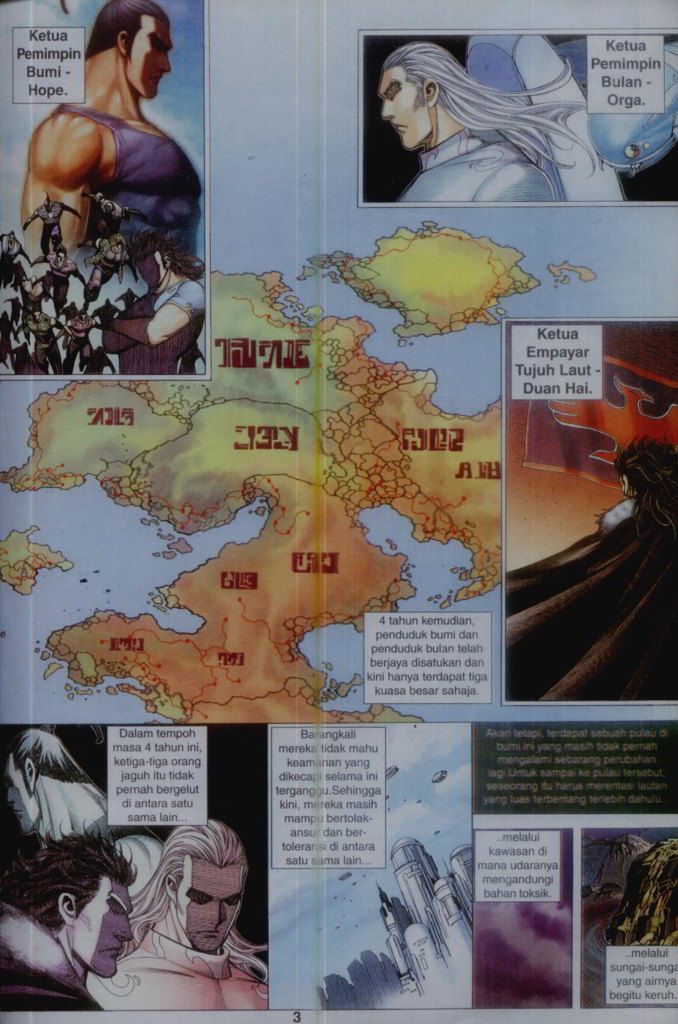 Ketua
Pemimpin
Bumi -
Hope.
Ketua
Pemimpin
Bulan -
Orga.
Ketua
Empayar
Tujuh Laut -
Duan Hai.
4 tahun kemudian,
penduduk bumi dan
penduduk bulan telah
berjaya disatukan dan
kini hanya terdapat tiga
kuasa besar sahaja.
Dalam tempoh
masa 4 tahun ini,
ketiga-tiga orang
jaguh itu tidak
pernah bergelut
di antara satu
sama lain...
Barangkali
mereka tidak mahu
keamanan yang
dikecapi selama ini
terganggu.Sehingga
kini, mereka masih
mampu bertolak-
ansur dan ber-
toleransi di antara
satu sama lain...
Akan tetapi, terdapat sebuah pulau di
bumi ini yang masih tidak pernah
mengalami sebarang perubahan
lagi.Untuk sampai ke pulau tersebut,
seseorang itu harus merentasi lautan
yang luas terbentang terlebih dahulu...
..melalui
kawasan di
mana udaranya
mengandungi
bahan toksik.
..melalui
sungai-sunga
yang airnya
begitu keruh.
3